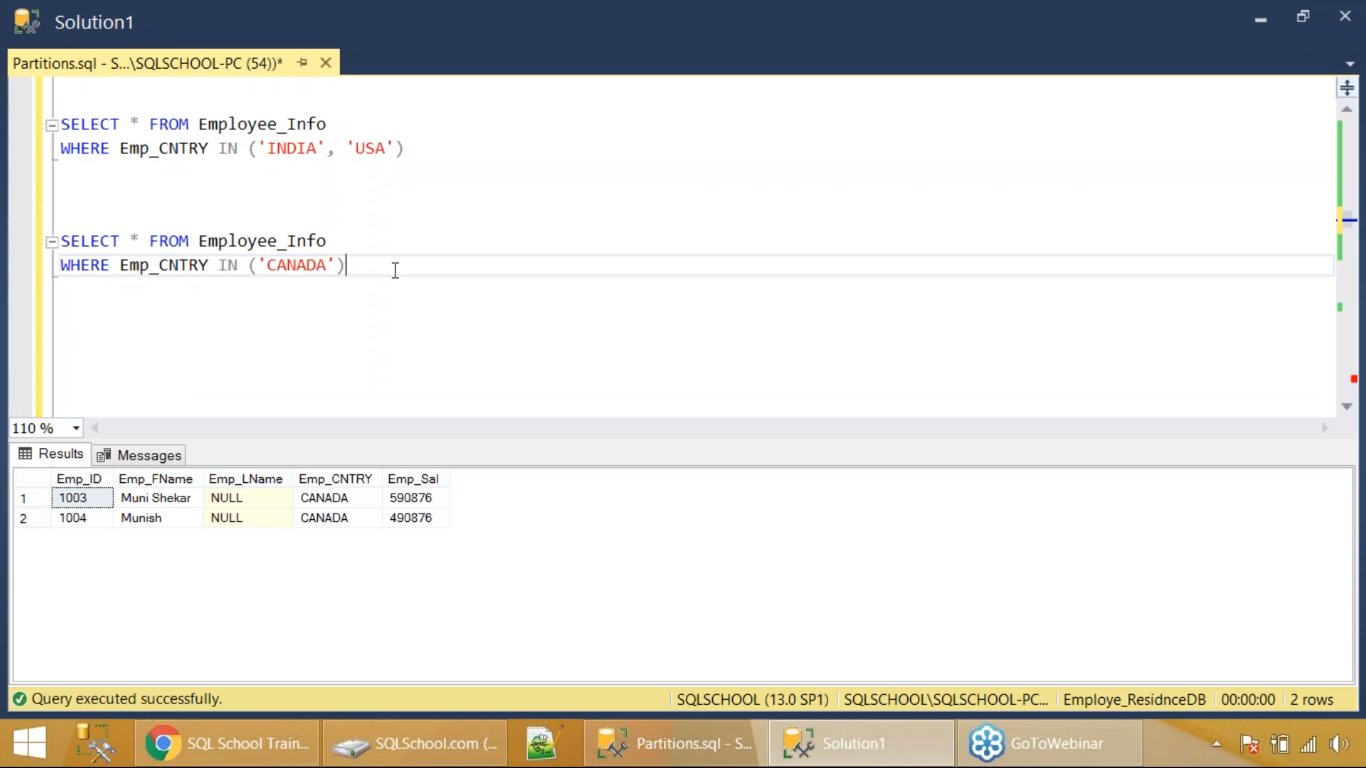 Solution1
Partitions.sql - S...\SQLSCHOOL-PC (54))*
SELECT * FROM Employee_Info
WHERE Emp_CNTRY IN ('INDIA', 'USA')
SELECT * FROM Employee_Info
WHERE Emp_CNTRY IN ('CANADA')
110 %
Results Messages
Emp_ID Emp_FName Emp_LName Emp_CNTRY Emp_Sal
1 1003 Muni Shekar NULL CANADA 590876
2 1004 Munish NULL CANADA 490876
Query executed successfully. SQLSCHOOL (13.0 SP1) SQLSCHOOL\SQLSCHOOL-PC... Employe_ResidnceDB 00:00:00 2 rows
SQL School Train... SQLSchool.com (... Partitions.sql - S... Solution1 GoToWebinar